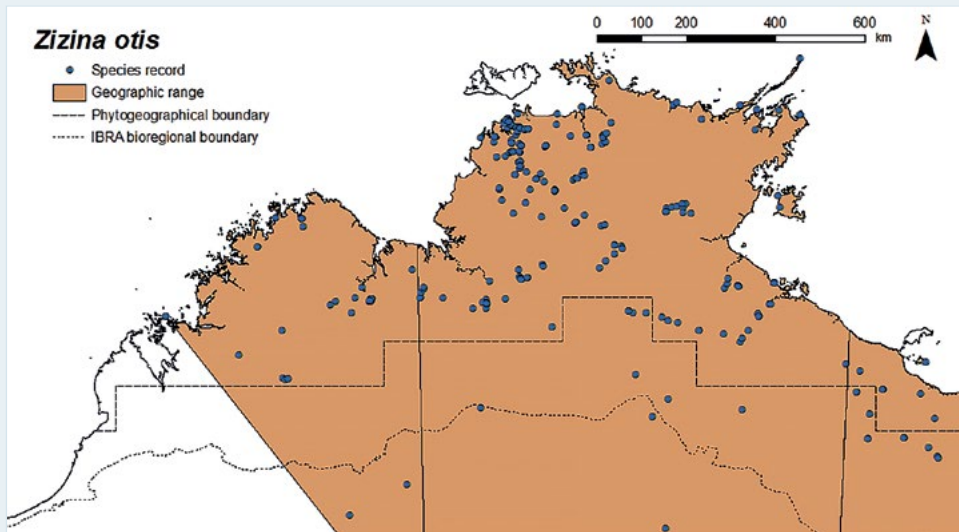 Zizina otis
Species record
Geographic range
Phytogeographical boundary
IBRA bioregional boundary
0 100 200 400 600
km
N